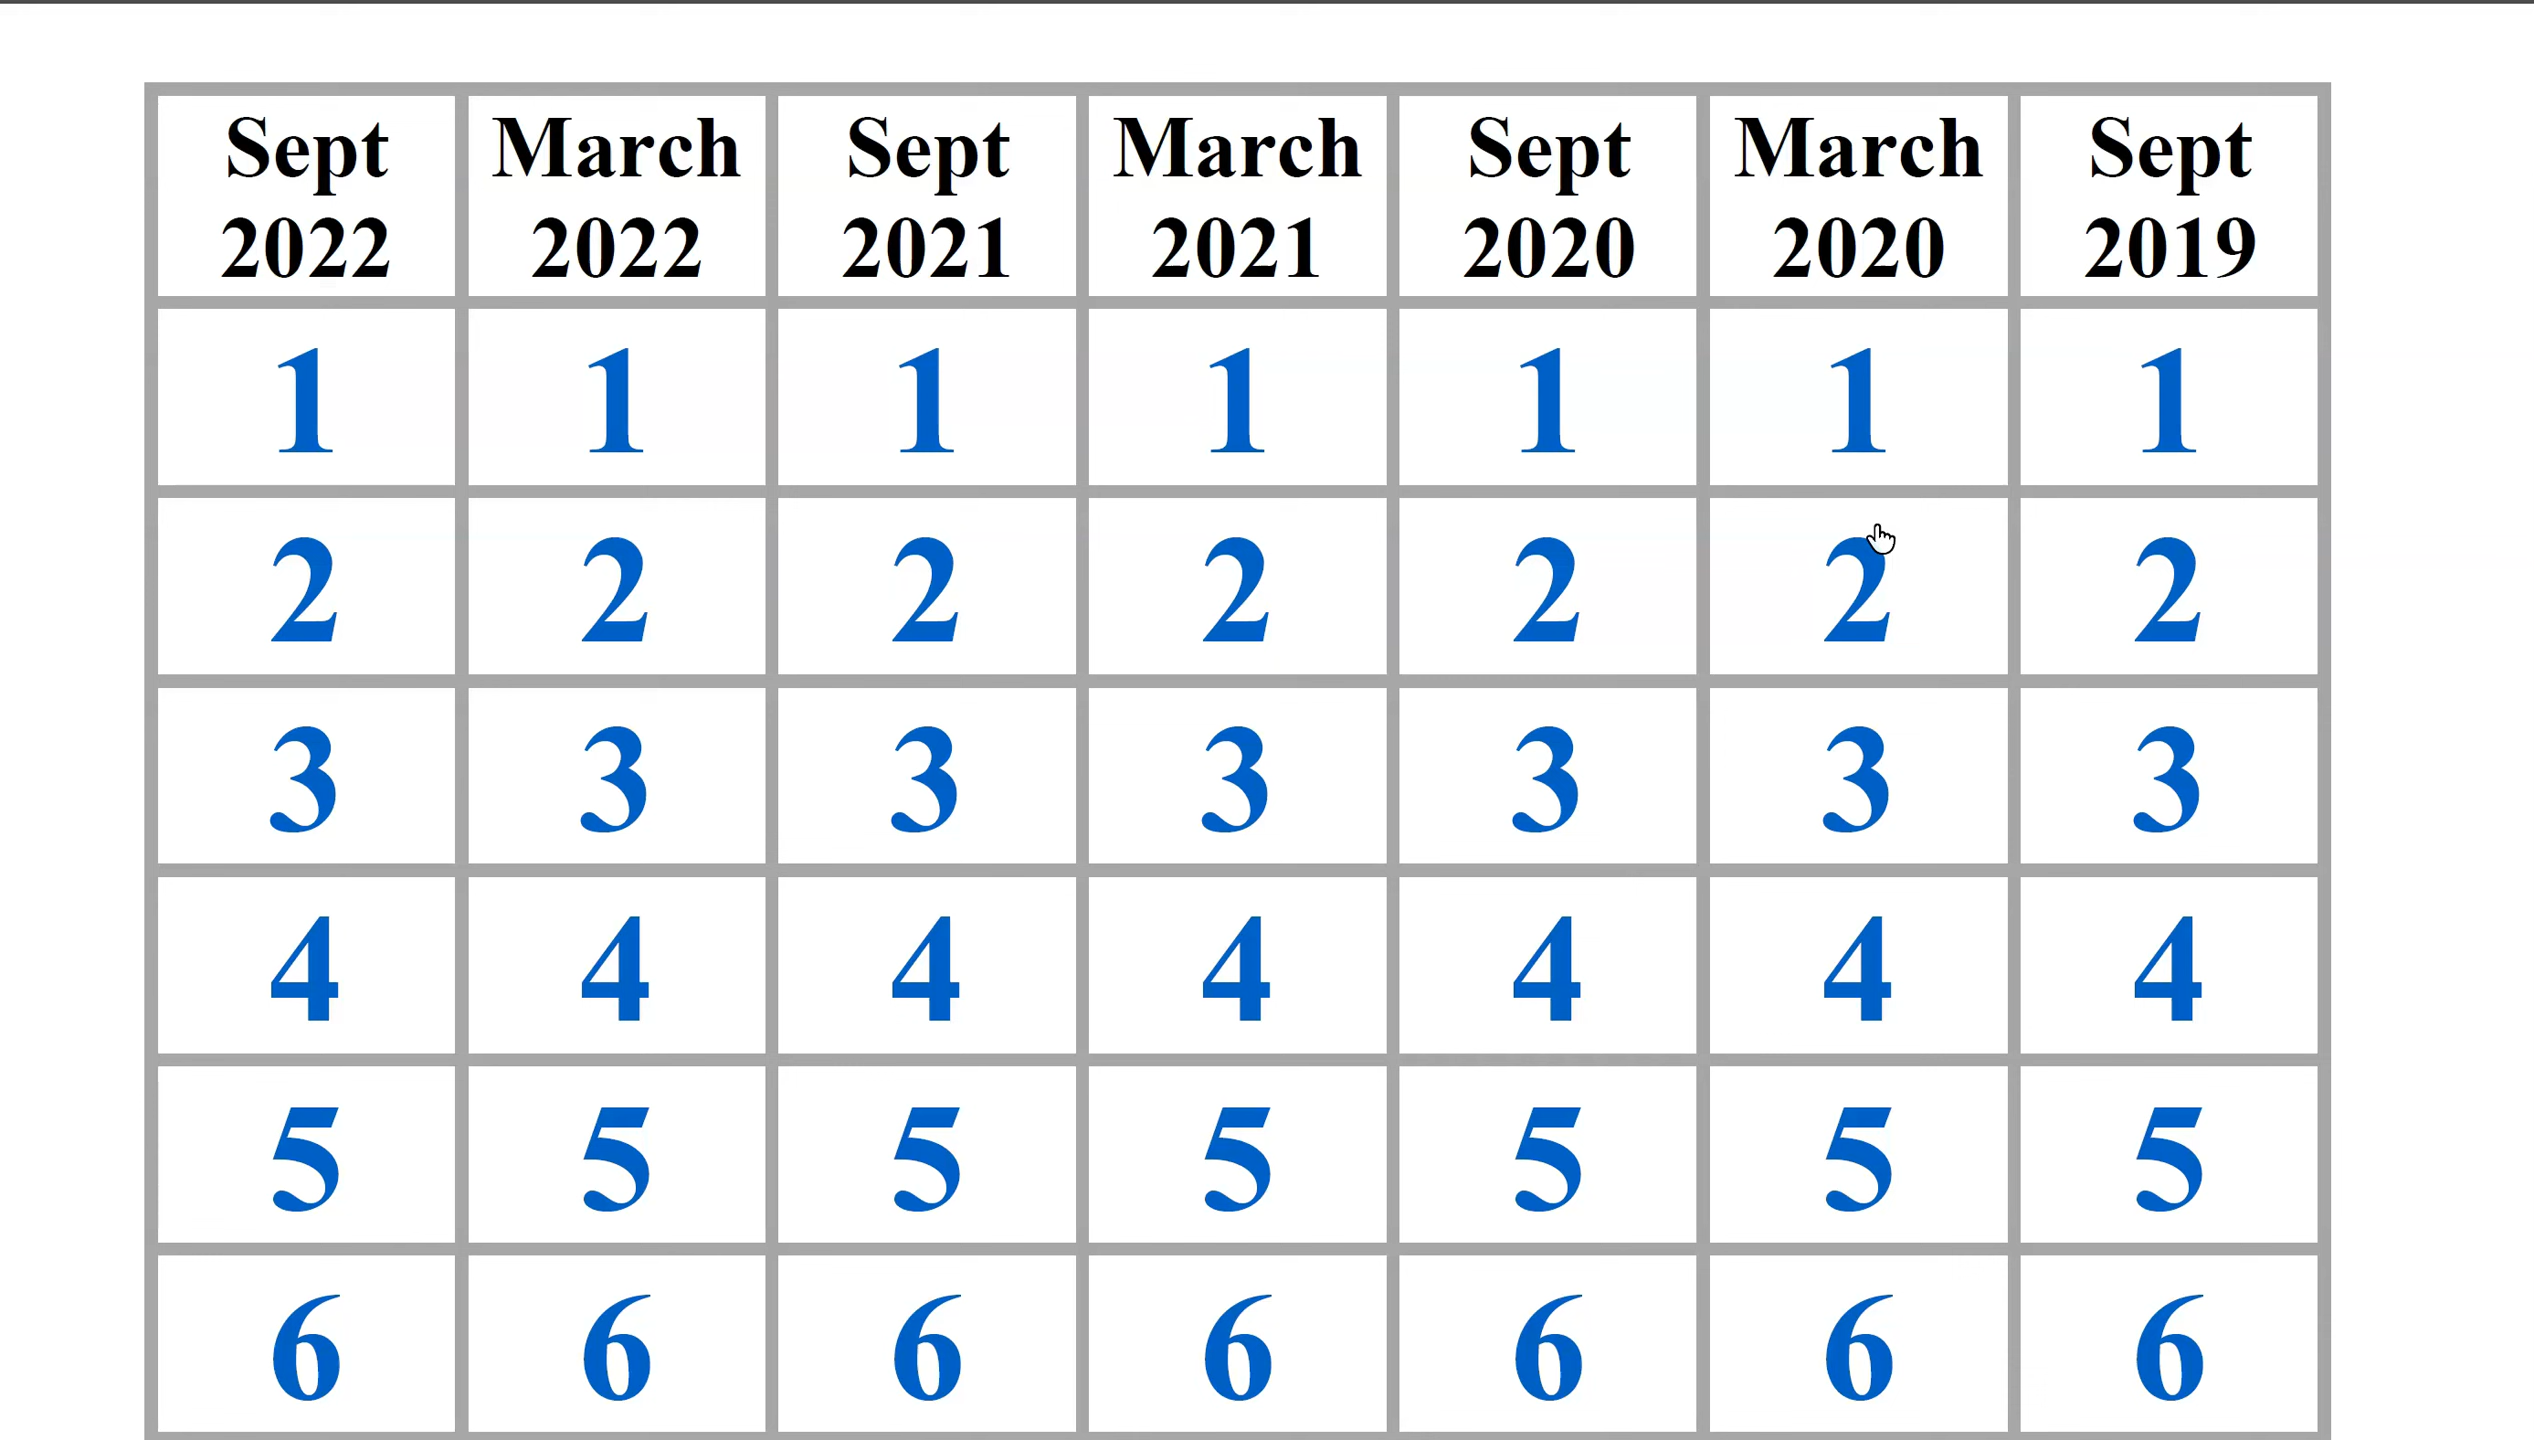 Sept March Sept March Sept March Sept
2022 2022 2021 2021 2020 2020 2019
1 1 1 1 1 1 1
2 2 2 2 2 2 2
3 3 3 3 3 3 3
4 4 4 4 4 4 4
5 5 5 5 5 5 5
6 6 6 6 6 6 6